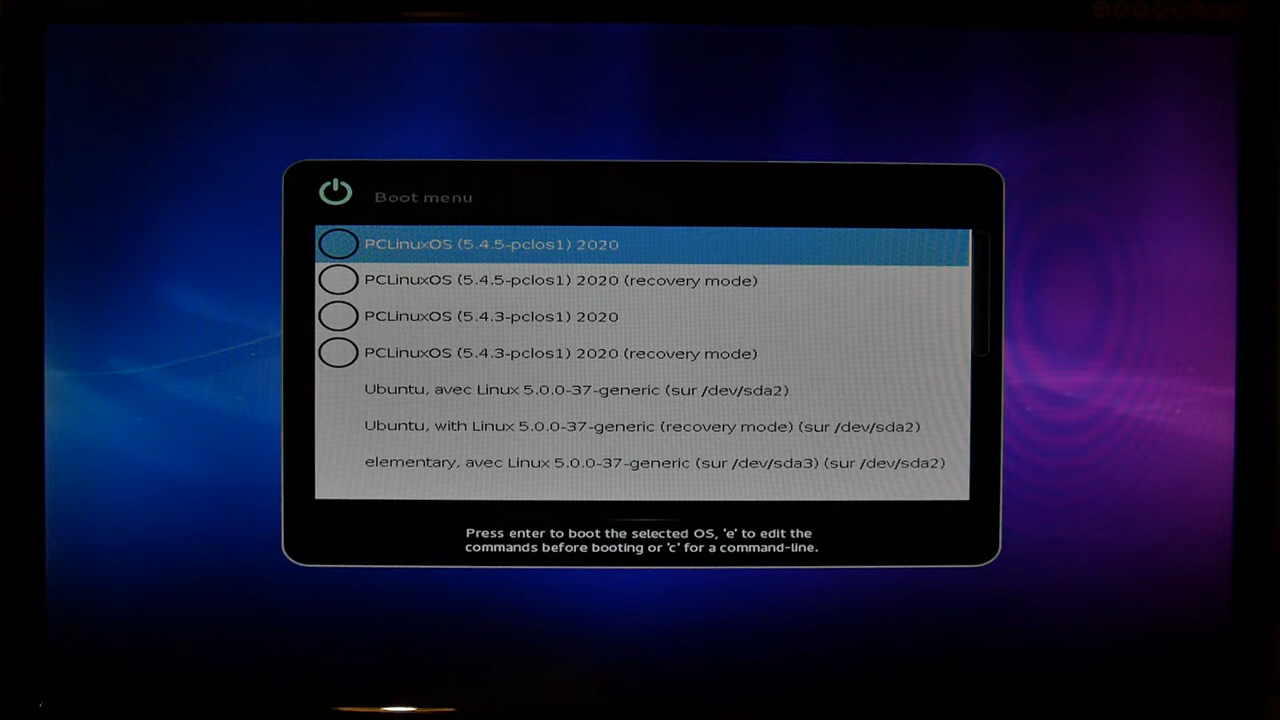 Boot menu
PCLinuxOS (5.4.5-pclos1) 2020
PCLinuxOS (5.4.5-pclos1) 2020 (recovery mode)
PCLinuxOS (5.4.3-pclos1) 2020
PCLinuxOS (5.4.3-pclos1) 2020 (recovery mode)
Ubuntu, avec Linux 5.0.0-37-generic (sur /dev/sda2)
Ubuntu, with Linux 5.0.0-37-generic (recovery mode) (sur /dev/sda2)
elementary, avec Linux 5.0.0-37-generic (sur /dev/sda3) (sur /dev/sda2)
Press enter to boot the selected OS, 'e' to edit the
commands before booting or 'c' for a command-line.